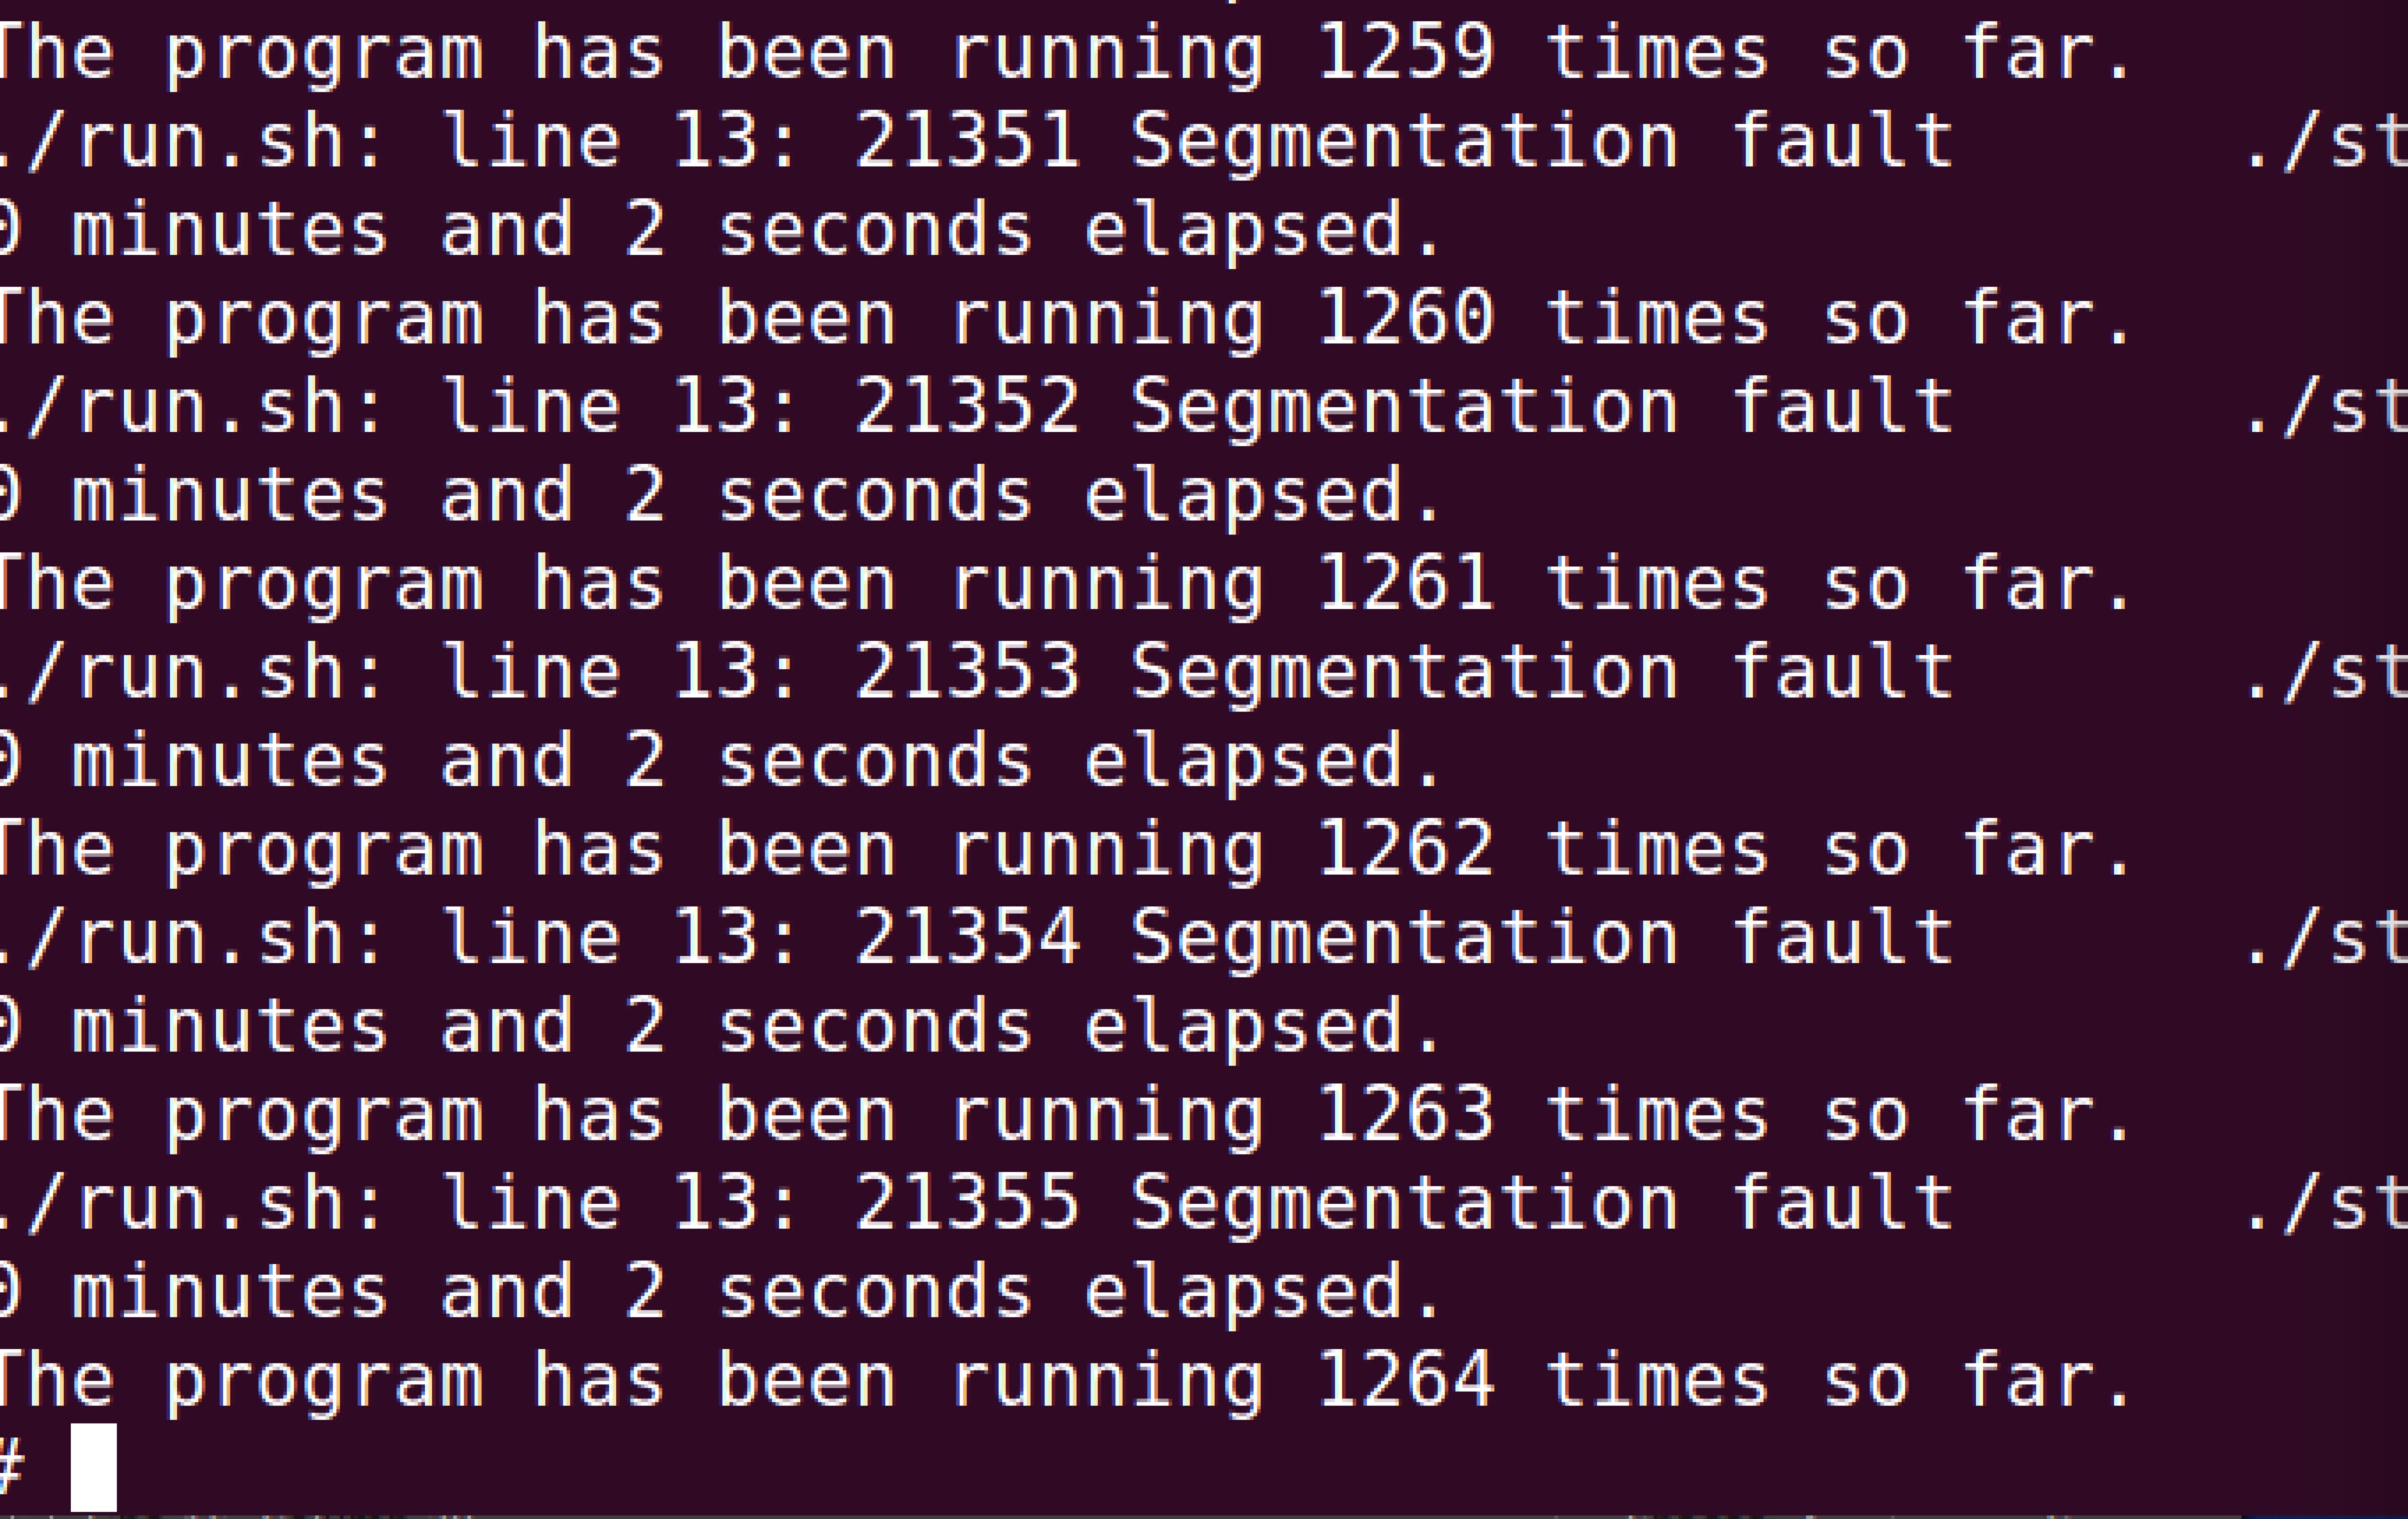 The program has been running 1259 times so far.
./run.sh: line 13: 21351 Segmentation fault ./st
0 minutes and 2 seconds elapsed.
The program has been running 1260 times so far.
./run.sh: line 13: 21352 Segmentation fault ./st
0 minutes and 2 seconds elapsed.
The program has been running 1261 times so far.
./run.sh: line 13: 21353 Segmentation fault ./st
0 minutes and 2 seconds elapsed.
The program has been running 1262 times so far.
./run.sh: line 13: 21354 Segmentation fault ./st
0 minutes and 2 seconds elapsed.
The program has been running 1263 times so far.
./run.sh: line 13: 21355 Segmentation fault ./st
0 minutes and 2 seconds elapsed.
The program has been running 1264 times so far.
#